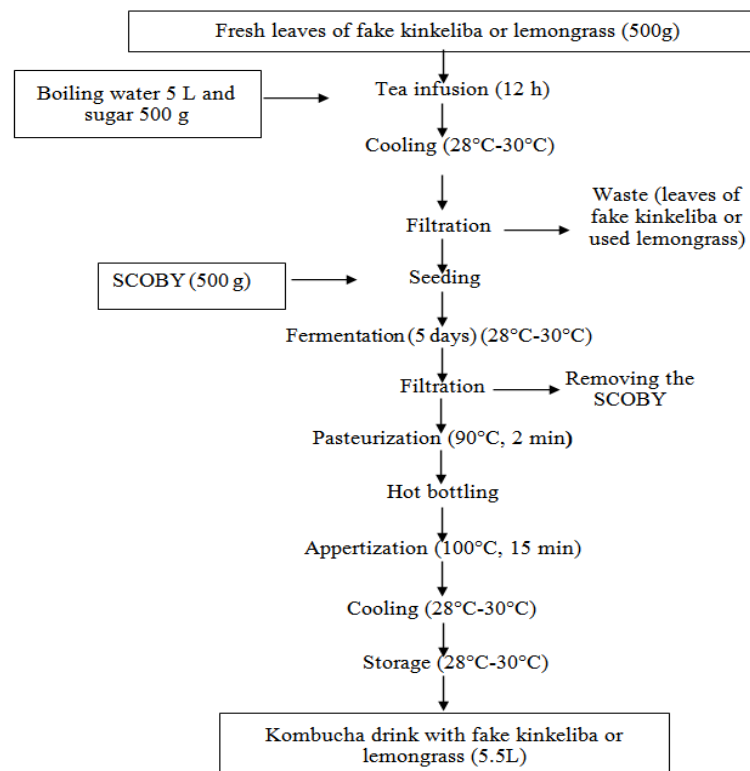 Fresh leaves of fake kinkeliba or lemongrass (500g)
Boiling water 5 L and
sugar 500 g
Tea infusion (12 h)
Cooling (28°C-30°C)
Waste (leaves of
fake kinkeliba or
used lemongrass)
Filtration
SCOBY (500 g)
Seeding
Fermentation (5 days) (28°C-30°C)
Filtration
Removing the
SCOBY
Pasteurization (90°C, 2 min)
Hot bottling
Appertization (100°C, 15 min)
Cooling (28°C-30°C)
Storage (28°C-30°C)
Kombucha drink with fake kinkeliba or
lemongrass (5.5L)